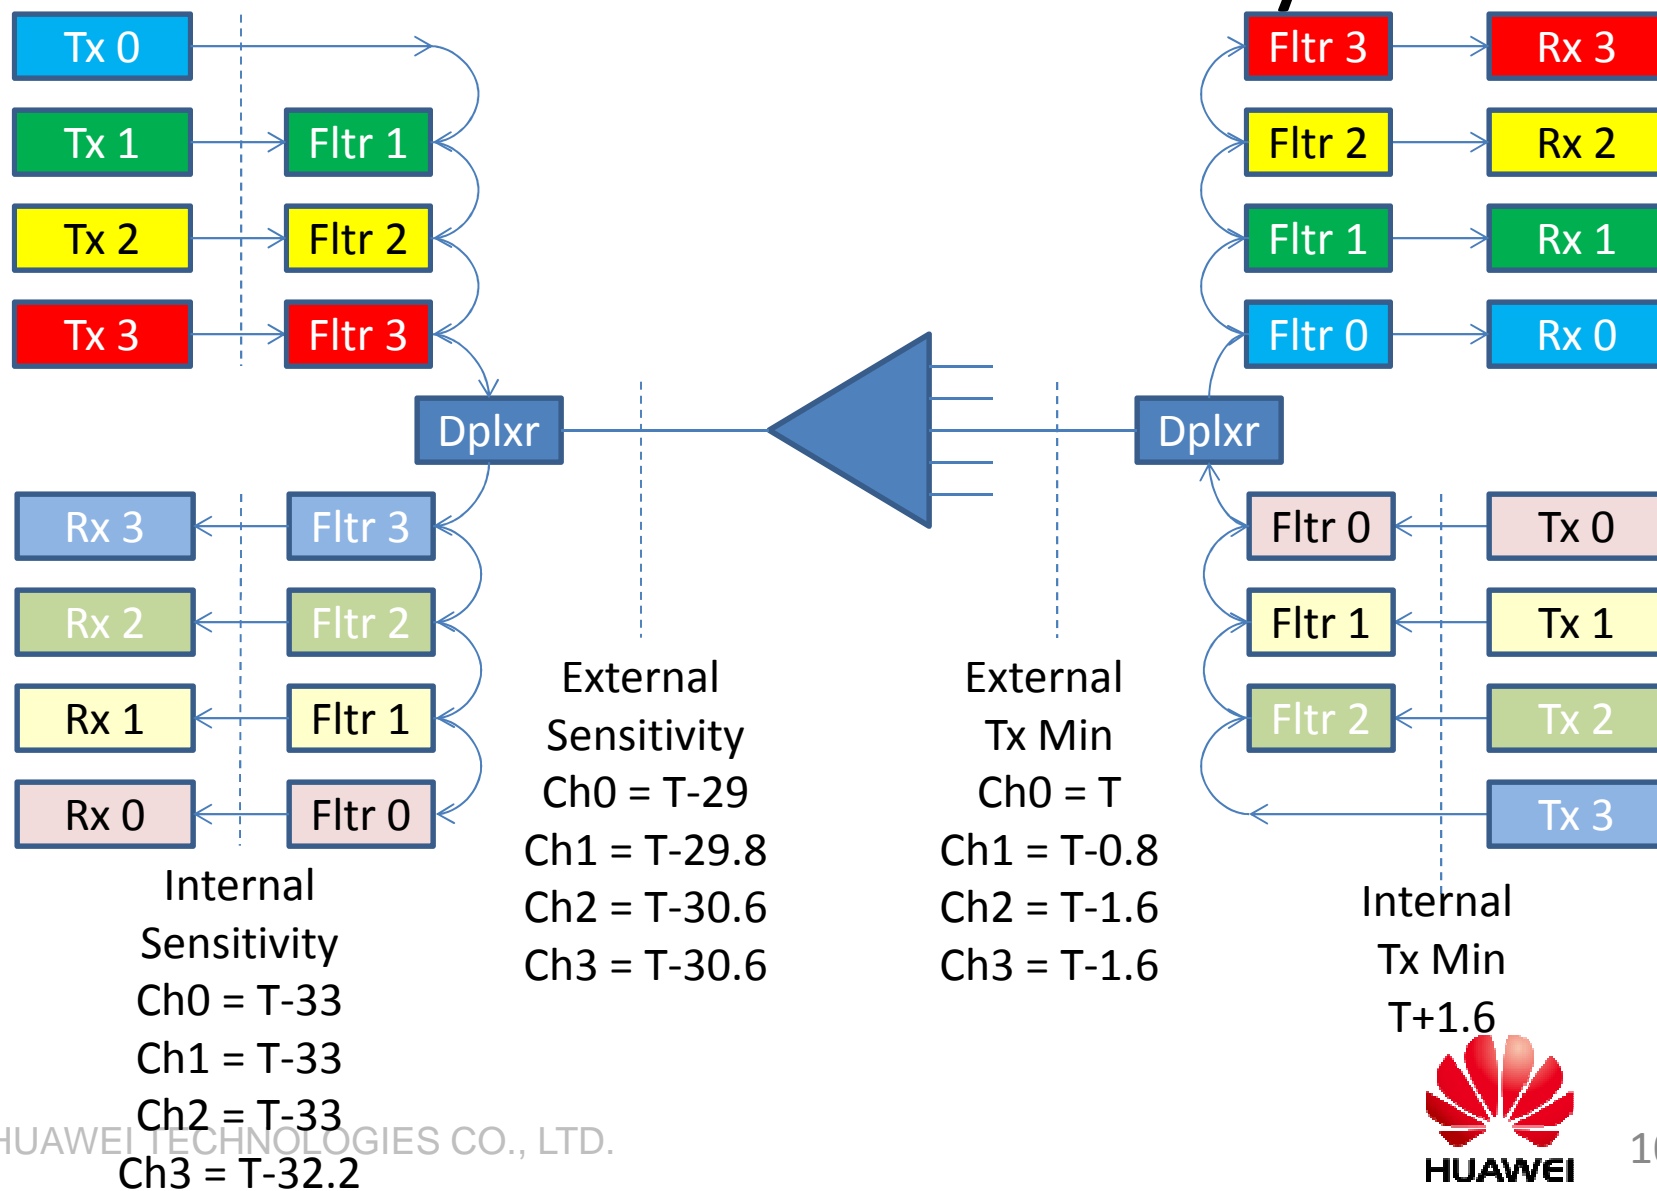 Tx 0
Tx 1
Fltr 1
Tx 2
Fltr 2
Tx 3
Fltr 3
Dplxr
Rx 3
Fltr 3
Rx 2
Fltr 2
Rx 1
Fltr 1
Rx 0
Fltr 0
Internal
Sensitivity
Ch0 = T-33
Ch1 = T-33
Ch2 = T-33
Ch3 = T-32.2
External
Sensitivity
Ch0 = T-29
Ch1 = T-29.8
Ch2 = T-30.6
Ch3 = T-30.6
External
Tx Min
Ch0 = T
Ch1 = T-0.8
Ch2 = T-1.6
Ch3 = T-1.6
Fltr 3
Rx 3
Fltr 2
Rx 2
Fltr 1
Rx 1
Fltr 0
Rx 0
Dplxr
Fltr 0
Tx 0
Fltr 1
Tx 1
Fltr 2
Tx 2
Tx 3
Internal
Tx Min
T+1.6
HUAWEI TECHNOLOGIES CO., LTD.
HUAWEI